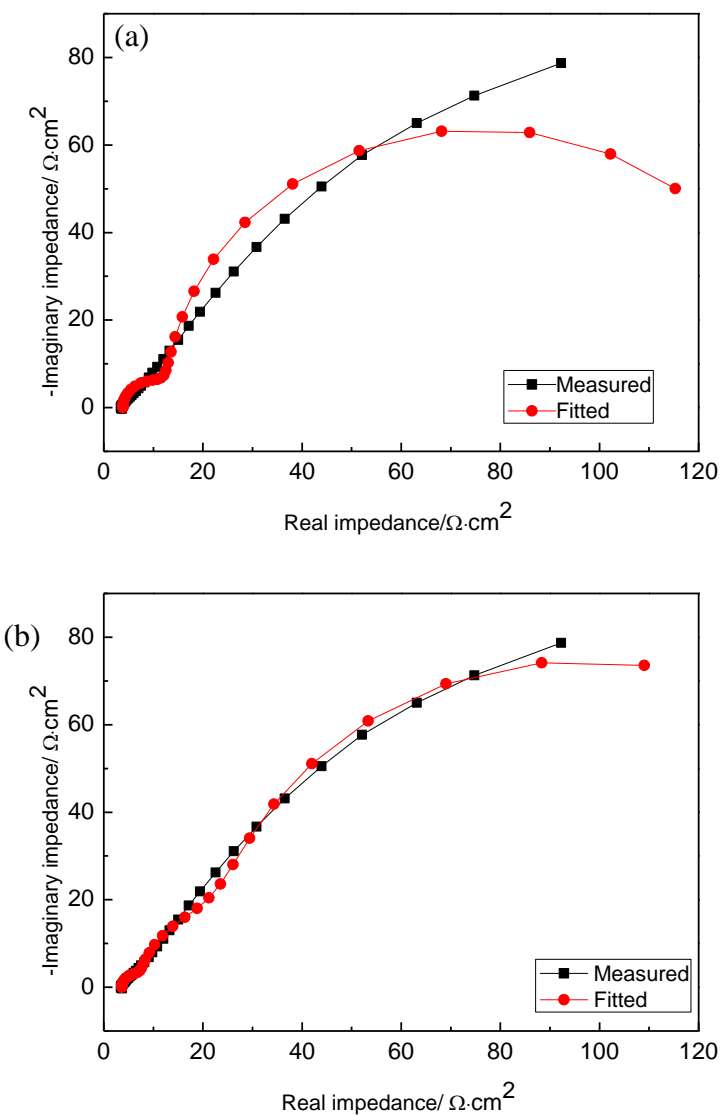 (a)
80
60
40
20
0
-Imaginary impedance/ Ω·cm²
Measured
Fitted
0 20 40 60 80 100 120
Real impedance/Ω·cm²
(b)
80
60
40
20
0
-Imaginary impedance/ Ω·cm²
Measured
Fitted
0 20 40 60 80 100 120
Real impedance/ Ω·cm²